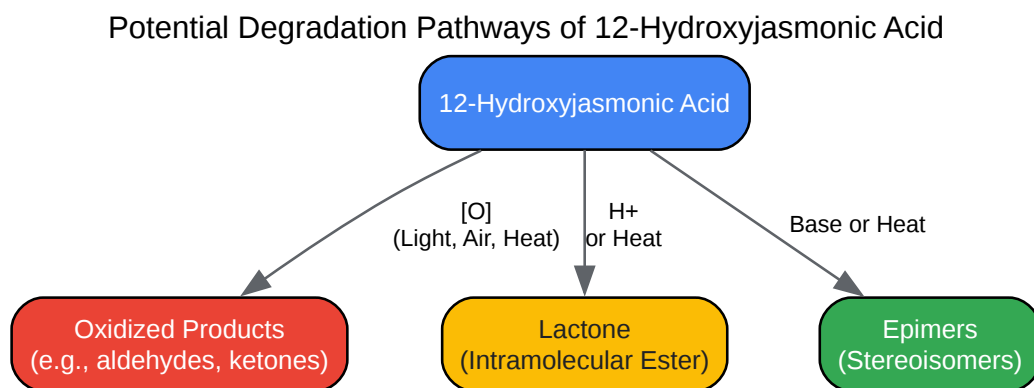 Potential Degradation Pathways of 12-Hydroxyjasmonic Acid
12-Hydroxyjasmonic Acid
[O]
(Light, Air, Heat)
H+
or Heat
Base or Heat
Oxidized Products
(e.g., aldehydes, ketones)
Lactone
(Intramolecular Ester)
Epimers
(Stereoisomers)